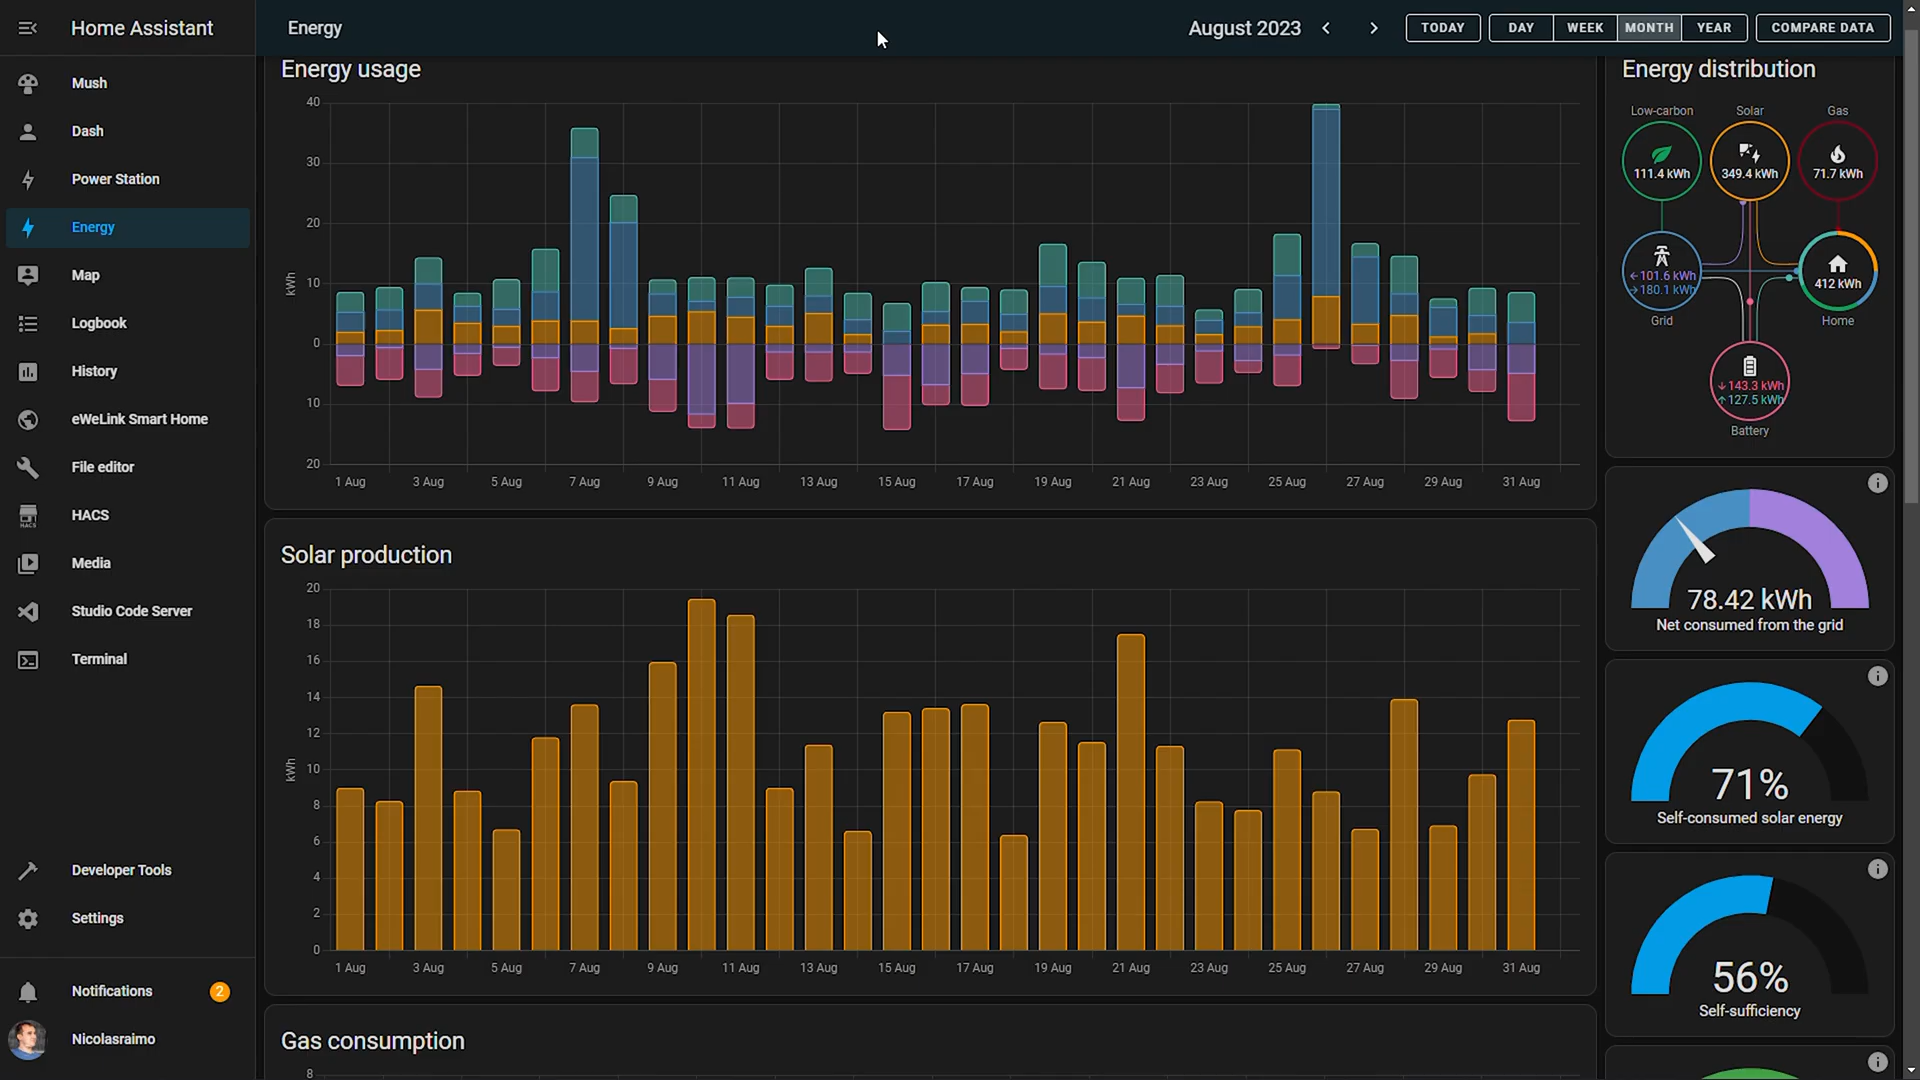 Home Assistant
Mush
Dash
Power Station
Energy
Map
Logbook
History
eWeLink Smart Home
File editor
HACS
HACS
Media
Studio Code Server
Terminal
Developer Tools
Settings
Notifications
2
Nicolasraimo
Energy
August 2023
TODAY
DAY
WEEK
MONTH
YEAR
COMPARE DATA
Energy usage
kWh
40
30
20
10
0
10
20
1 Aug
3 Aug
5 Aug
7 Aug
9 Aug
11 Aug
13 Aug
15 Aug
17 Aug
19 Aug
21 Aug
23 Aug
25 Aug
27 Aug
29 Aug
31 Aug
Solar production
kWh
20
18
16
14
12
10
8
6
4
2
0
1 Aug
3 Aug
5 Aug
7 Aug
9 Aug
11 Aug
13 Aug
15 Aug
17 Aug
19 Aug
21 Aug
23 Aug
25 Aug
27 Aug
29 Aug
31 Aug
Gas consumption
8
Energy distribution
Low-carbon
Solar
Gas
111.4 kWh
349.4 kWh
71.7 kWh
←101.6 kWh
→180.1 kWh
412 kWh
Grid
Home
↓143.3 kWh
↑127.5 kWh
Battery
78.42 kWh
Net consumed from the grid
71%
Self-consumed solar energy
56%
Self-sufficiency